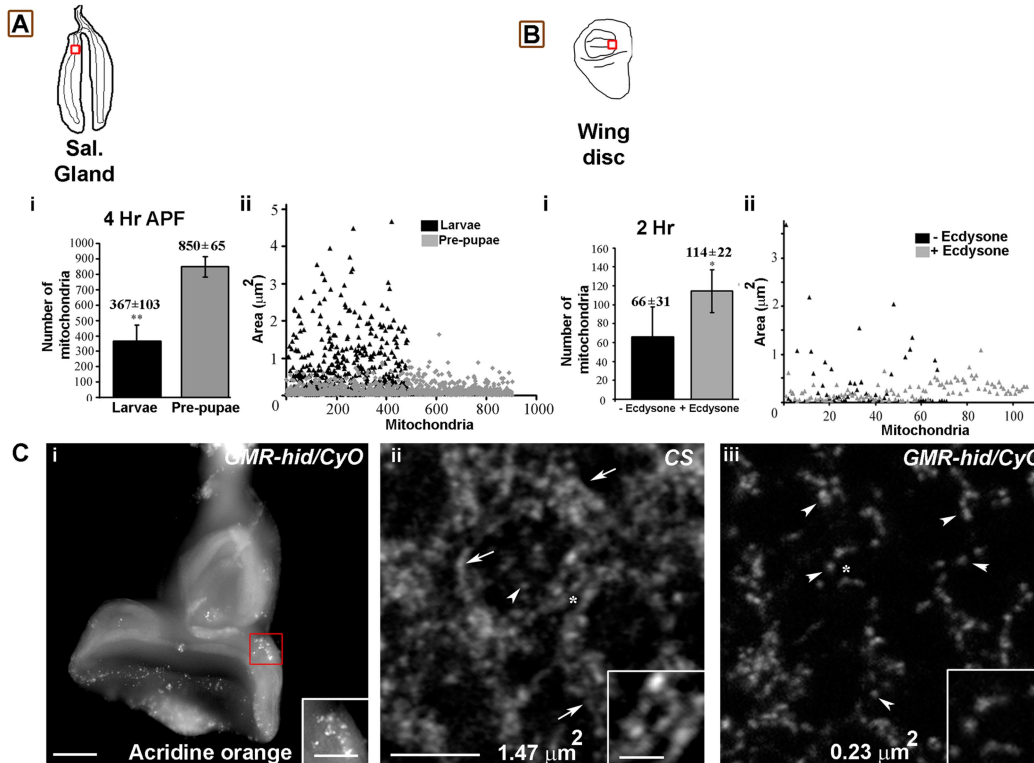 A
Sal.
Gland
i
4 Hr APF
Number of
mitochondria
1000
900
800
700
600
500
400
300
200
100
0
367±103
**
850±65
Larvae
Pre-pupae
ii
Area (μm2)
5
4
3
2
1
0
Larvae
Pre-pupae
200
400
600
800
1000
Mitochondria
B
Wing
disc
i
2 Hr
Number of
mitochondria
160
140
120
100
80
60
40
20
0
66±31
114±22
*
- Ecdysone
+ Ecdysone
ii
Area (μm2)
3
2
1
0
- Ecdysone
+ Ecdysone
0
20
40
60
80
100
Mitochondria
C
i
GMR-hid/CyO
Acridine orange
ii
CS
*
1.47 μm2
iii
GMR-hid/CyO
*
0.23 μm2